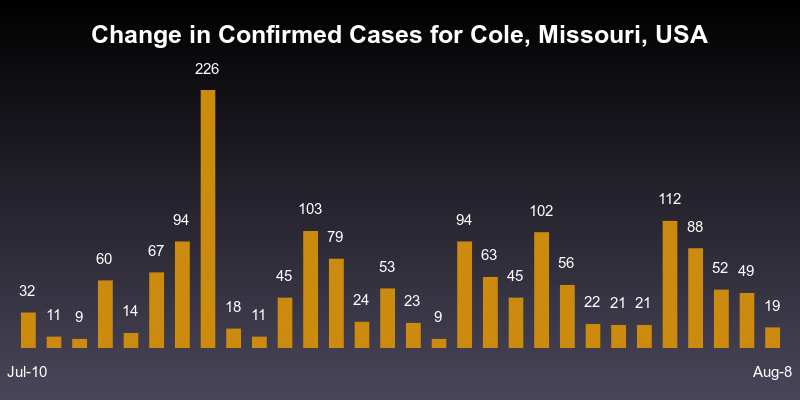 Change in Confirmed Cases for Cole, Missouri, USA
32 11 9 60 14 67 94 226 18 11 45 103 79 24 53 23 9 94 63 45 102 56 22 21 21 112 88 52 49 19
Jul-10 Aug-8